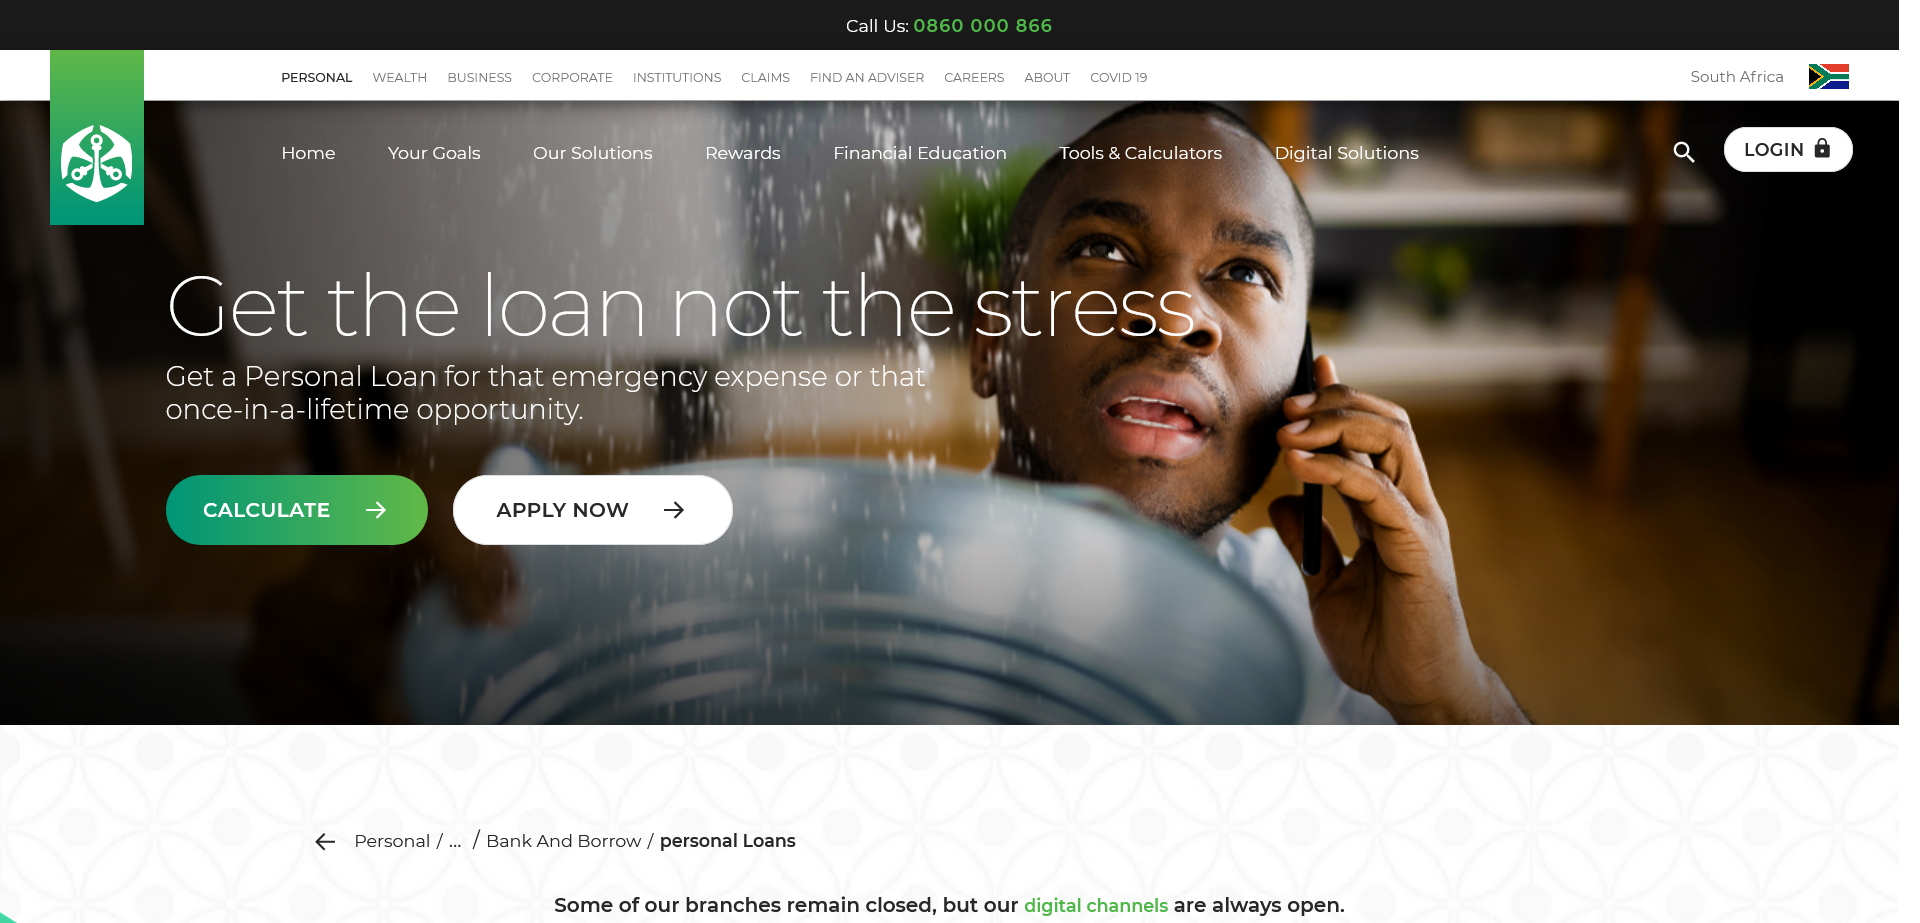 Call Us: 0860 000 866
PERSONAL WEALTH BUSINESS CORPORATE INSTITUTIONS CLAIMS FIND AN ADVISER CAREERS ABOUT COVID 19 South Africa
Home Your Goals Our Solutions Rewards Financial Education Tools & Calculators Digital Solutions LOGIN
Get the loan not the stress
Get a Personal Loan for that emergency expense or that
once-in-a-lifetime opportunity.
CALCULATE APPLY NOW
Personal / ... / Bank And Borrow / personal Loans
Some of our branches remain closed, but our digital channels are always open.